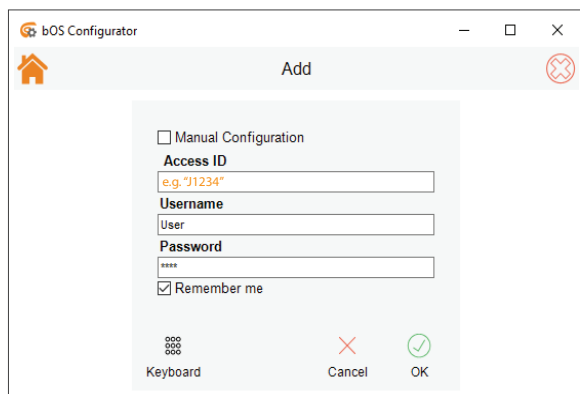 bOS Configurator
Add
Manual Configuration
Access ID
e.g. “J1234”
Username
User
Password
****
Remember me
Keyboard
Cancel
OK